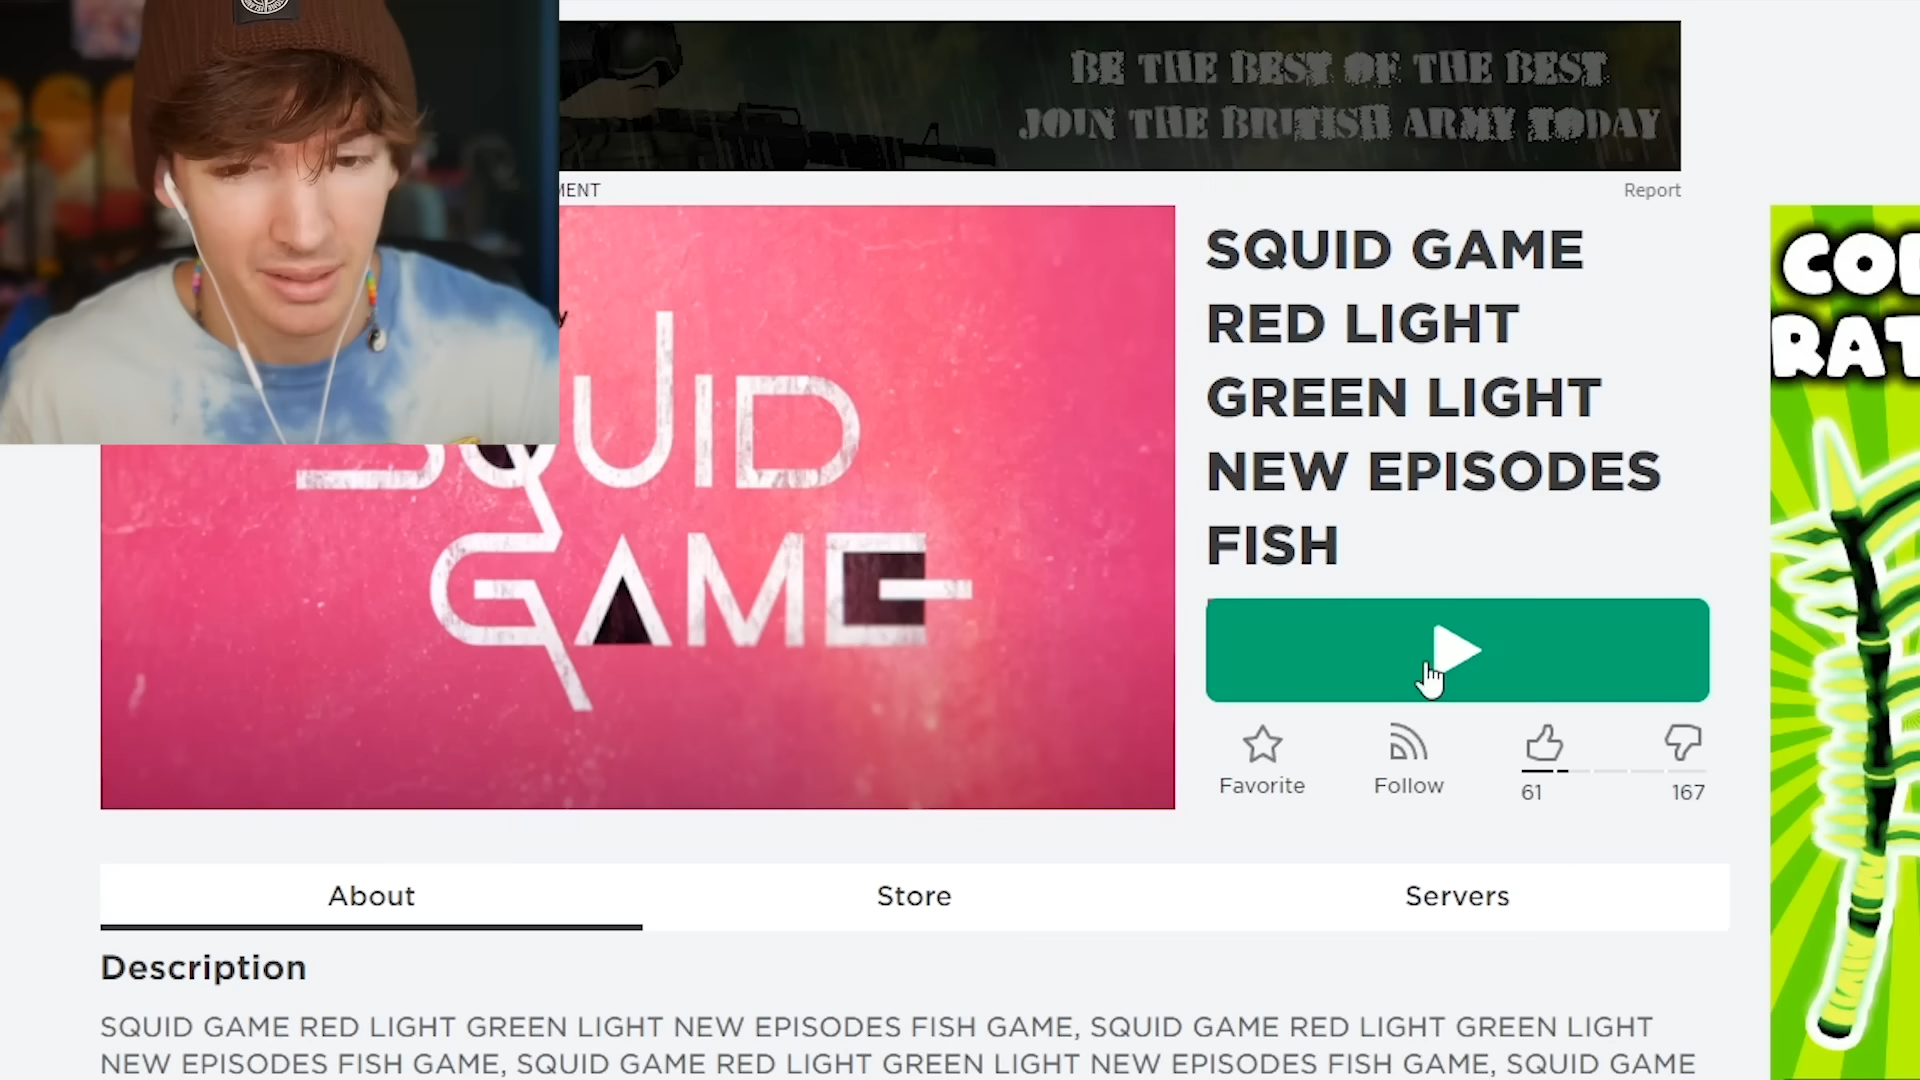 BE THE BEST OF THE BEST
JOIN THE BRITISH ARMY TODAY
MENT
Report
SQUID
GAME
SQUID GAME
RED LIGHT
GREEN LIGHT
NEW EPISODES
FISH
Favorite
Follow
61
167
About
Store
Servers
Description
SQUID GAME RED LIGHT GREEN LIGHT NEW EPISODES FISH GAME, SQUID GAME RED LIGHT GREEN LIGHT
NEW EPISODES FISH GAME, SQUID GAME RED LIGHT GREEN LIGHT NEW EPISODES FISH GAME, SQUID GAME